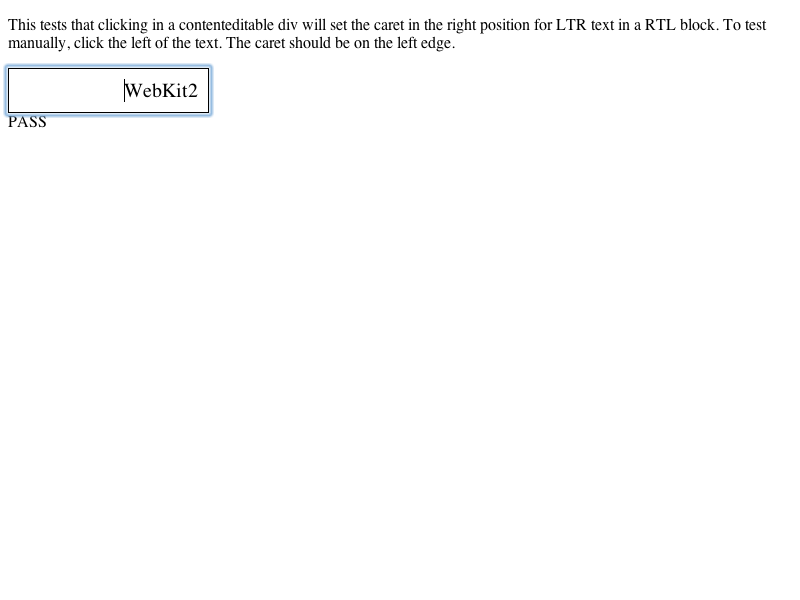 This tests that clicking in a contenteditable div will set the caret in the right position for LTR text in a RTL block. To test
manually, click the left of the text. The caret should be on the left edge.
WebKit2
PASS